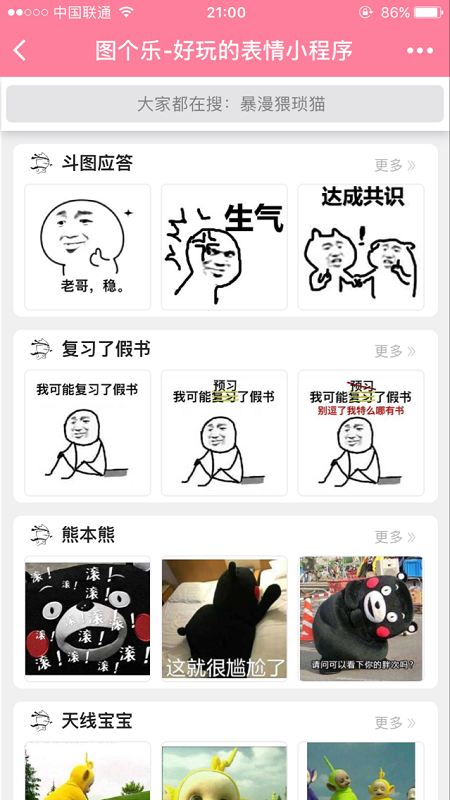 中国联通
21:00
86%
图个乐-好玩的表情小程序
大家都在搜：暴漫猥琐猫
斗图应答
更多
老哥，稳。
生气
达成共识
!
复习了假书
更多
我可能复习了假书
预习
我可能复习了假书
预习
我可能复习了假书
别逗了我特么哪有书
熊本熊
更多
滚!
滚!
滚!
滚!
滚!
滚!
滚!
滚!
滚!
这就很尴尬了
请问可以看下你的胖次吗?
天线宝宝
更多